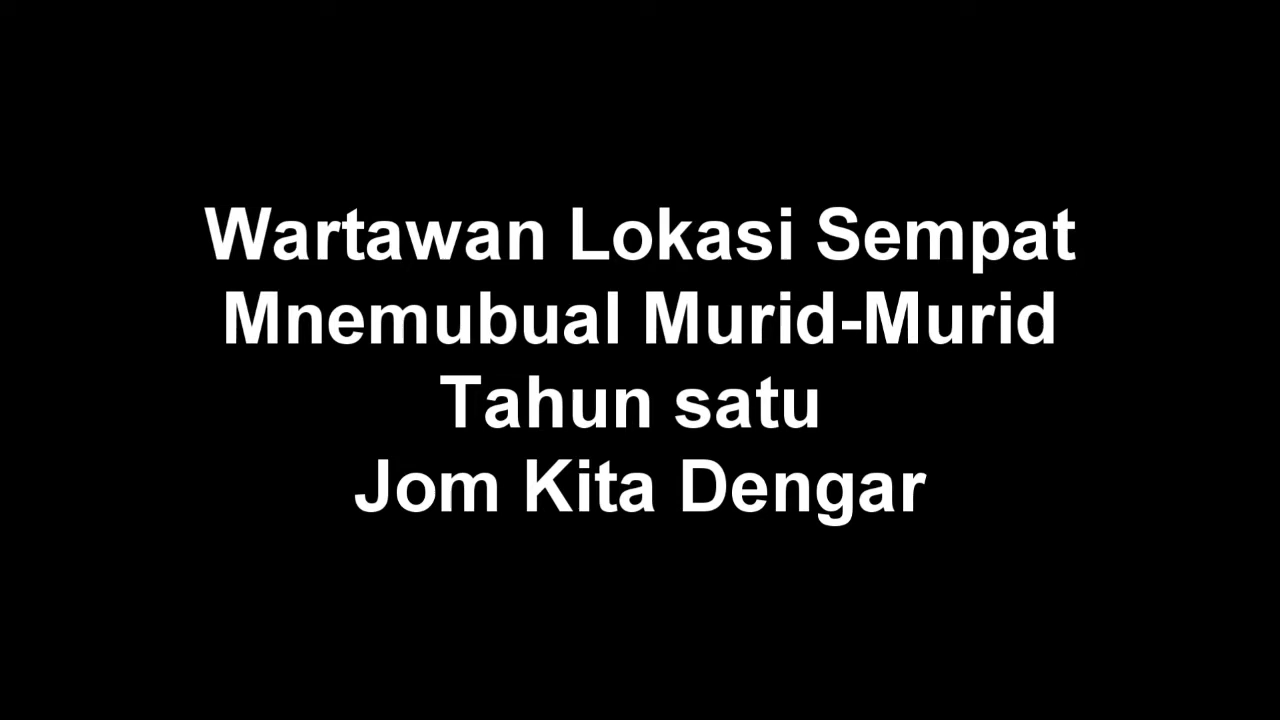 Wartawan Lokasi Sempat
Mnemubual Murid-Murid
Tahun satu
Jom Kita Dengar